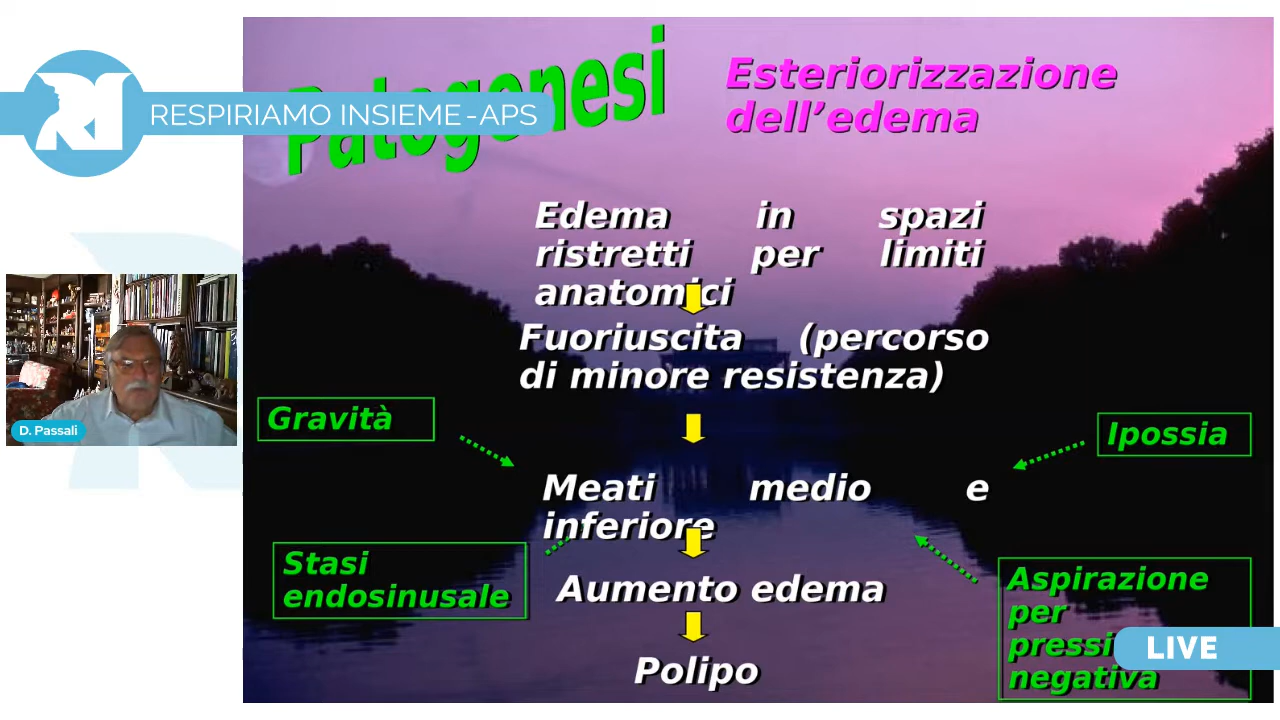 Patogenesi
Esteriorizzazione
dell’edema
RESPIRIAMO INSIEME-APS
Edema in spazi
ristretti per limiti
anatomici
Fuoriuscita (percorso
di minore resistenza)
Gravità
Ipossia
D. Passali
Meati medio e
inferiore
Stasi
endosinusale
Aumento edema
Aspirazione
per
negativa
Polipo
LIVE